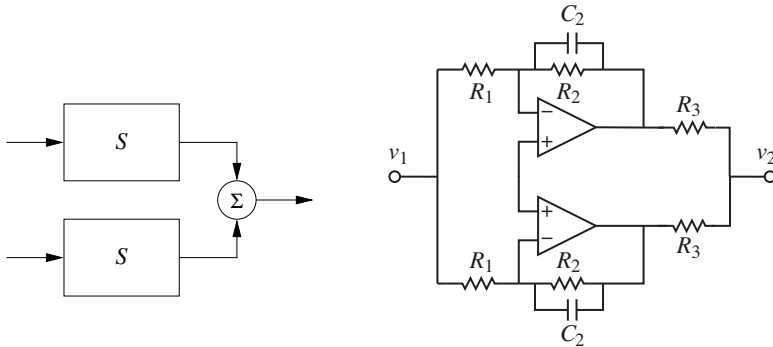 S
S
Σ
C₂
R₁
R₂
R₃
−
+
v₁
v₂
+
−
R₁
R₂
R₃
C₂